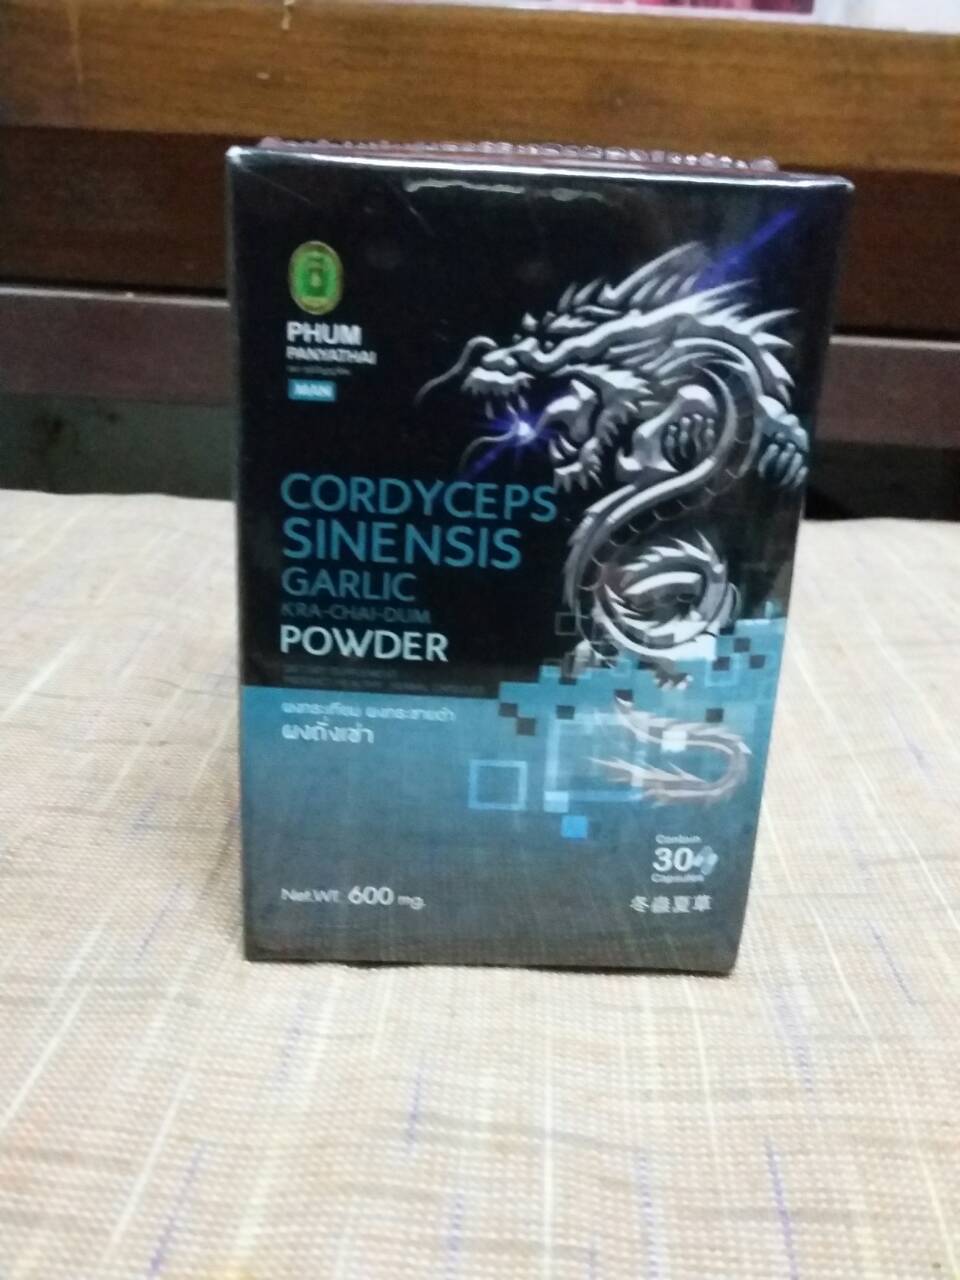 PHUM
PANYATHAI
MAN
CORDYCEPS
SINENSIS
GARLIC
KRA-CHAI-DUM
POWDER
ผงกระเทียม ผงกระชายดำ
ผงถั่งเช่า
Contain
30
Capsules
Net.WT. 600 mg.
冬蟲夏草